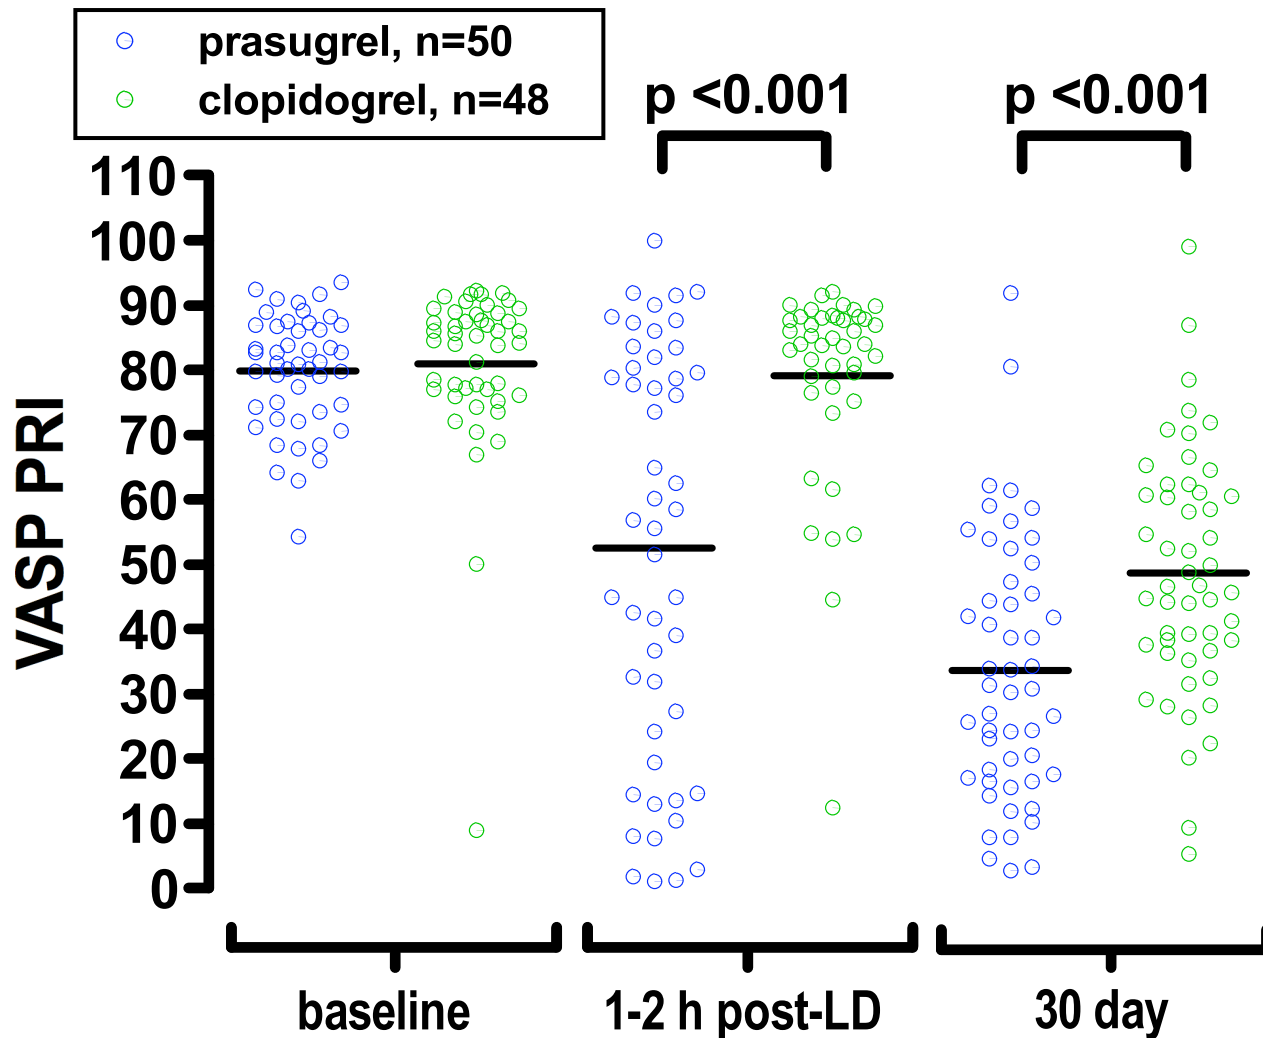 prasugrel, n=50
clopidogrel, n=48
p <0.001
p <0.001
VASP PRI
110
100
90
80
70
60
50
40
30
20
10
0
baseline
1-2 h post-LD
30 day